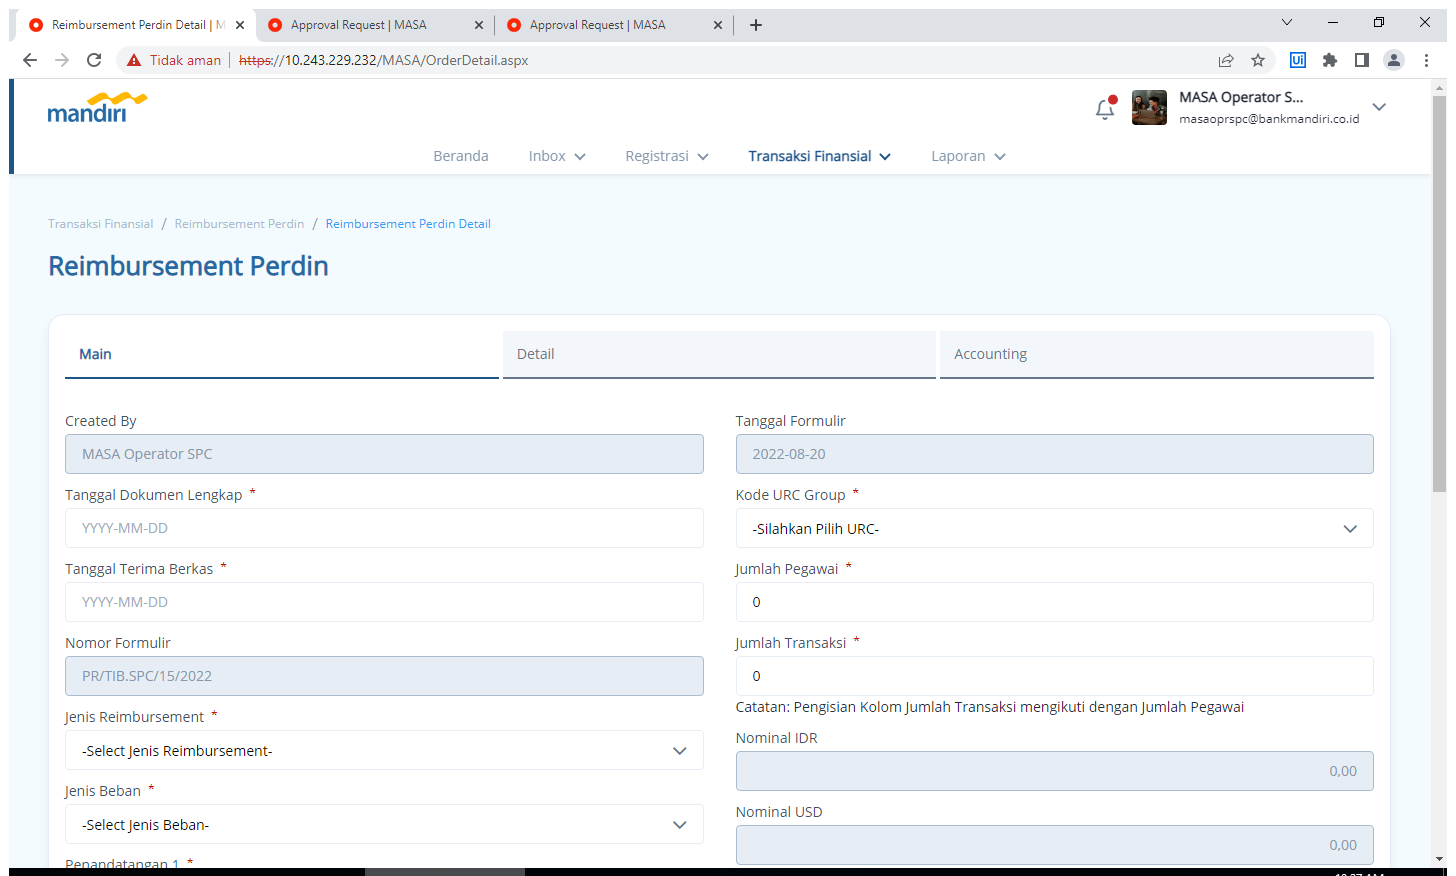 Reimbursement Perdin Detail | M
Approval Request | MASA
Approval Request | MASA
Tidak aman
https://10.243.229.232/MASA/OrderDetail.aspx
Ui
mandiri
MASA Operator S...
masaoprspc@bankmandiri.co.id
Beranda
Inbox
Registrasi
Transaksi Finansial
Laporan
Transaksi Finansial / Reimbursement Perdin / Reimbursement Perdin Detail
Reimbursement Perdin
Main
Detail
Accounting
Created By
MASA Operator SPC
Tanggal Formulir
2022-08-20
Tanggal Dokumen Lengkap *
YYYY-MM-DD
Kode URC Group *
-Silahkan Pilih URC-
Tanggal Terima Berkas *
YYYY-MM-DD
Jumlah Pegawai *
0
Nomor Formulir
PR/TIB.SPC/15/2022
Jumlah Transaksi *
0
Catatan: Pengisian Kolom Jumlah Transaksi mengikuti dengan Jumlah Pegawai
Jenis Reimbursement *
-Select Jenis Reimbursement-
Nominal IDR
0,00
Jenis Beban *
-Select Jenis Beban-
Nominal USD
0,00
Penandatangan 1 *